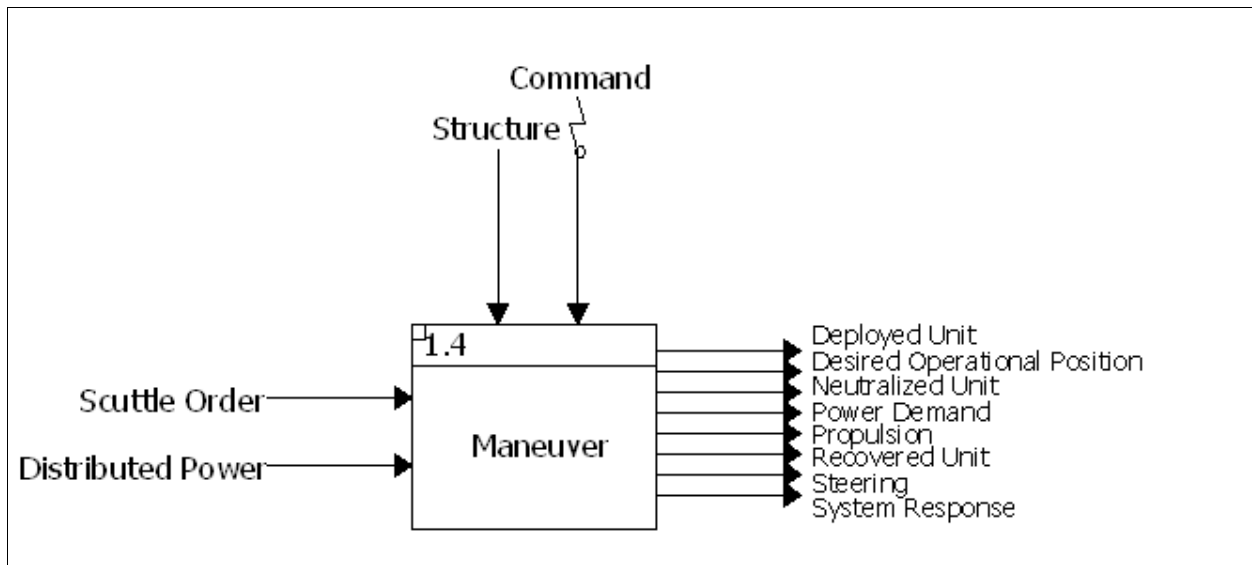 Command
Structure
1.4
Maneuver
Scuttle Order
Distributed Power
Deployed Unit
Desired Operational Position
Neutralized Unit
Power Demand
Propulsion
Recovered Unit
Steering
System Response